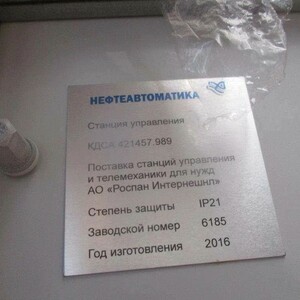 НЕФТЕАВТОМАТИКА
Станция управления
КДСА 421457.989
Поставка станций управления
и телемеханики для нужд
АО «Роспан Интернешнл»
Степень защиты IP21
Заводской номер 6185
Год изготовления 2016